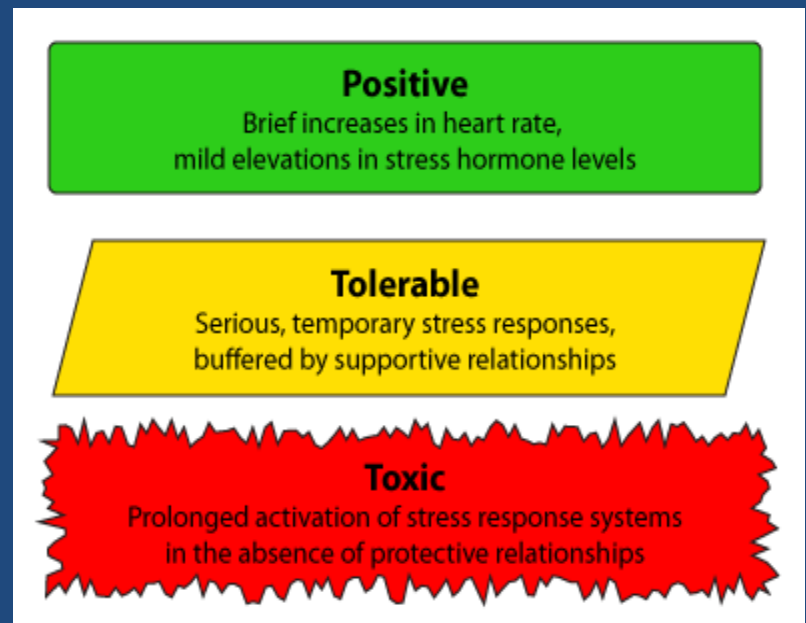 Positive
Brief increases in heart rate,
mild elevations in stress hormone levels
Tolerable
Serious, temporary stress responses,
buffered by supportive relationships
Toxic
Prolonged activation of stress response systems
in the absence of protective relationships